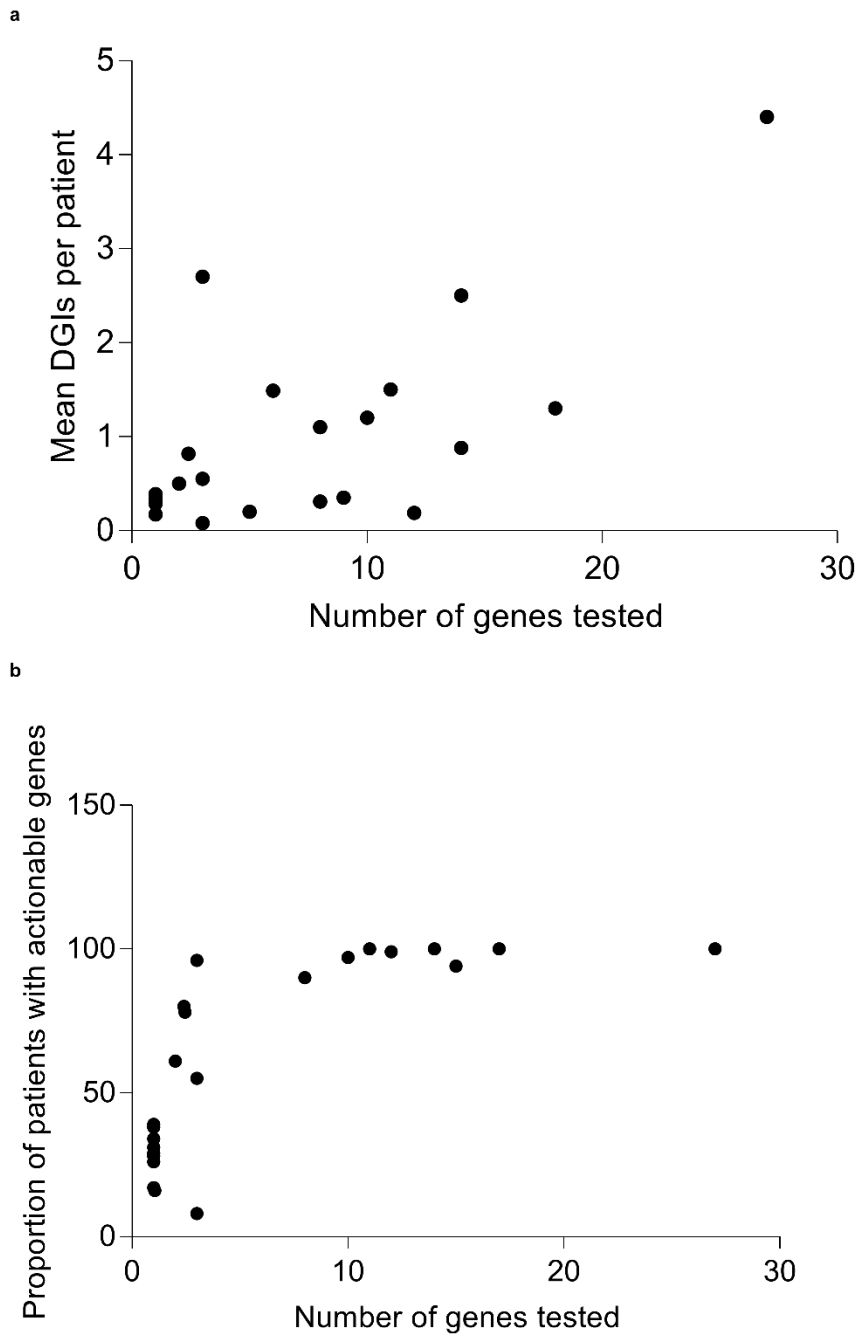 a
5
4
3
2
1
0
Mean DGIs per patient
0 10 20 30
Number of genes tested
b
150
100
50
0
Proportion of patients with actionable genes
0 10 20 30
Number of genes tested